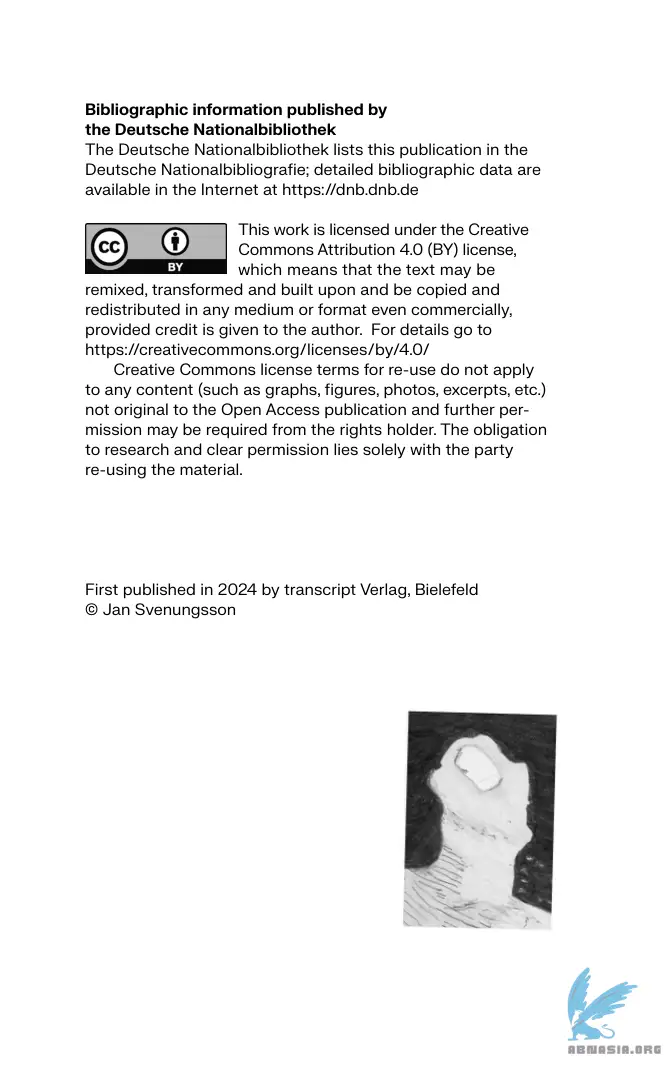 Bibliographic information published by
the Deutsche Nationalbibliothek
The Deutsche Nationalbibliothek lists this publication in the
Deutsche Nationalbibliografie; detailed bibliographic data are
available in the Internet at https://dnb.dnb.de
This work is licensed under the Creative
Commons Attribution 4.0 (BY) license,
which means that the text may be
remixed, transformed and built upon and be copied and
redistributed in any medium or format even commercially,
provided credit is given to the author.  For details go to
https://creativecommons.org/licenses/by/4.0/
Creative Commons license terms for re-use do not apply
to any content (such as graphs, figures, photos, excerpts, etc.)
not original to the Open Access publication and further per-
mission may be required from the rights holder. The obligation
to research and clear permission lies solely with the party
re-using the material.
cc
BY
First published in 2024 by transcript Verlag, Bielefeld
© Jan Svenungsson
ABNASIA.ORG